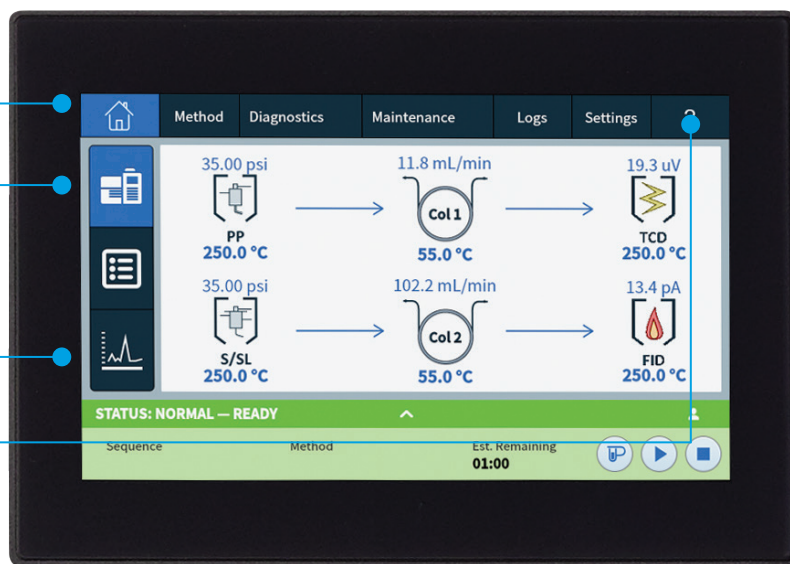 Method Diagnostics Maintenance Logs Settings
35.00 psi 11.8 mL/min 19.3 uV
Col 1
PP TCD
250.0 °C 55.0 °C 250.0 °C
35.00 psi 102.2 mL/min 13.4 pA
Col 2
S/SL FID
250.0 °C 55.0 °C 250.0 °C
STATUS: NORMAL — READY
Sequence Method Est. Remaining
01:00